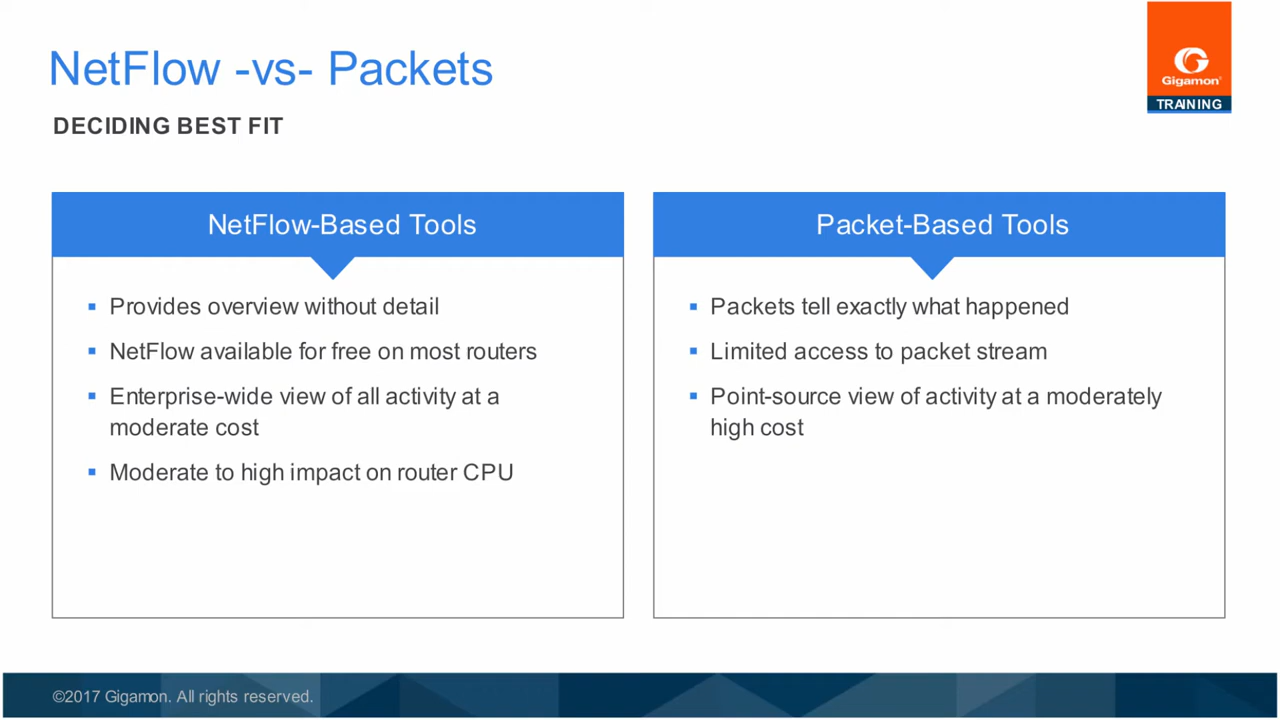 NetFlow -vs- Packets
DECIDING BEST FIT
Gigamon®
TRAINING
NetFlow-Based Tools
▪ Provides overview without detail
▪ NetFlow available for free on most routers
▪ Enterprise-wide view of all activity at a
moderate cost
▪ Moderate to high impact on router CPU
Packet-Based Tools
▪ Packets tell exactly what happened
▪ Limited access to packet stream
▪ Point-source view of activity at a moderately
high cost
©2017 Gigamon. All rights reserved.